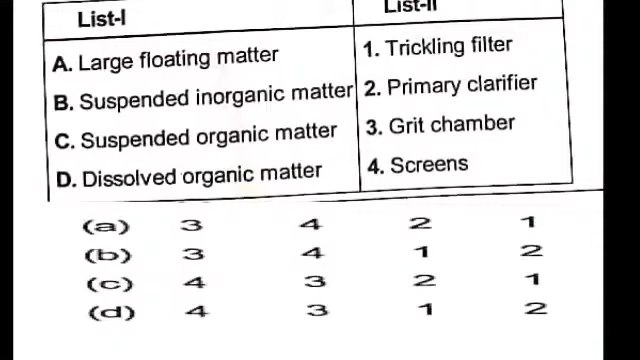 List-I List-II
A. Large floating matter 1. Trickling filter
B. Suspended inorganic matter 2. Primary clarifier
C. Suspended organic matter 3. Grit chamber
D. Dissolved organic matter 4. Screens
(a) 3 4 2 1
(b) 3 4 1 2
(c) 4 3 2 1
(d) 4 3 1 2